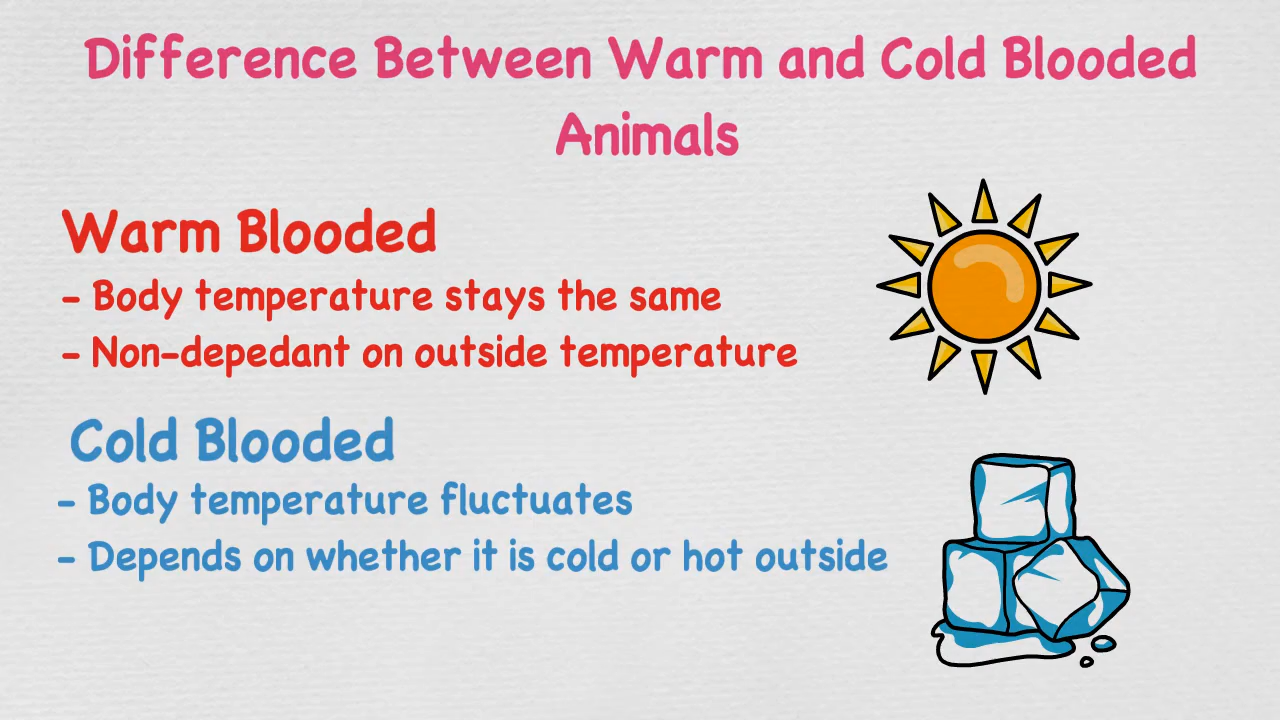 Difference Between Warm and Cold Blooded
Animals
Warm Blooded
- Body temperature stays the same
- Non-depedant on outside temperature
Cold Blooded
- Body temperature fluctuates
- Depends on whether it is cold or hot outside